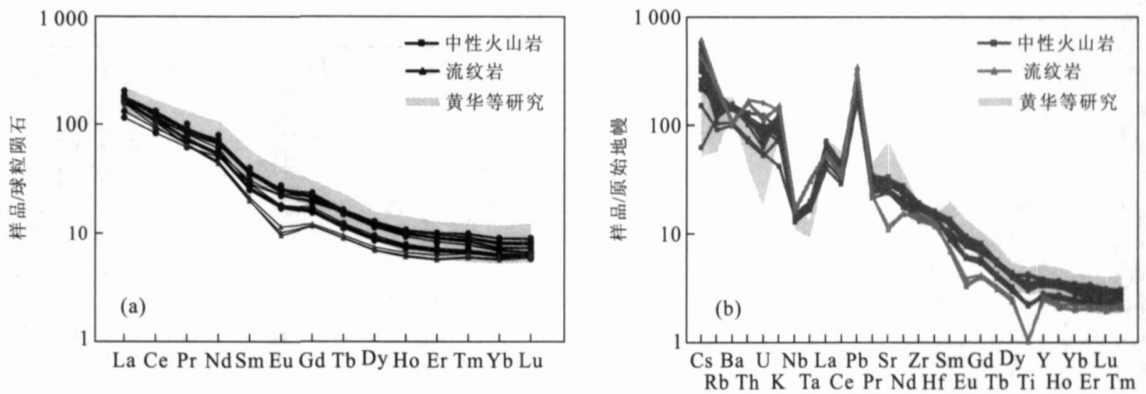 1 000
100
10
1
样品/球粒陨石
中性火山岩
流纹岩
黄华等研究
(a)
La Ce Pr Nd Sm Eu Gd Tb Dy Ho Er Tm Yb Lu
1 000
100
10
1
样品/原始地幔
中性火山岩
流纹岩
黄华等研究
(b)
Cs Ba U Nb La Pb Sr Zr Sm Gd Dy Y Yb Lu
Rb Th K Ta Ce Pr Nd Hf Eu Tb Ti Ho Er Tm